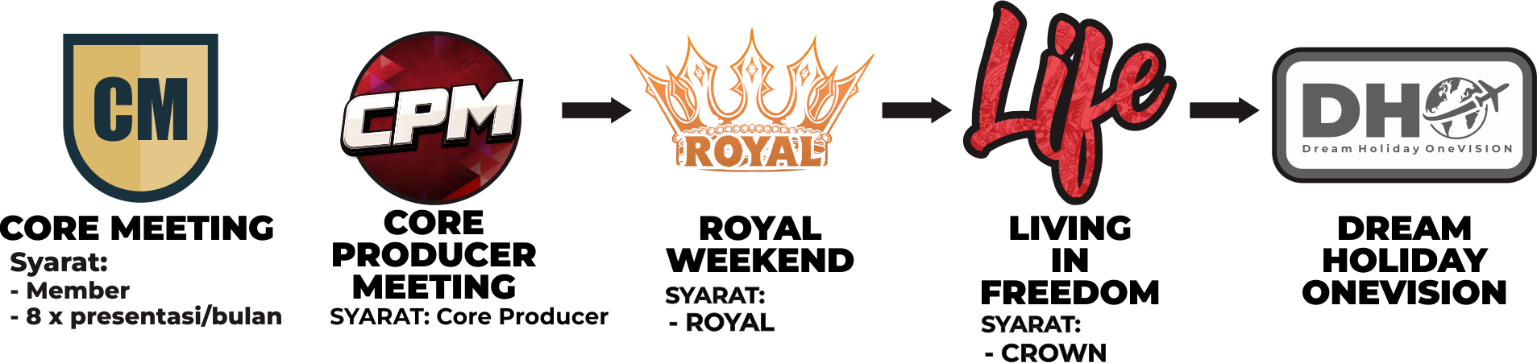 CM
CORE MEETING
Syarat:
- Member
- 8 x presentasi/bulan
CPM
CORE
PRODUCER
MEETING
SYARAT: Core Producer
ROYAL
ROYAL
WEEKEND
SYARAT:
- ROYAL
Life
LIVING
IN
FREEDOM
SYARAT:
- CROWN
DHO
Dream Holiday OneVISION
DREAM
HOLIDAY
ONEVISION